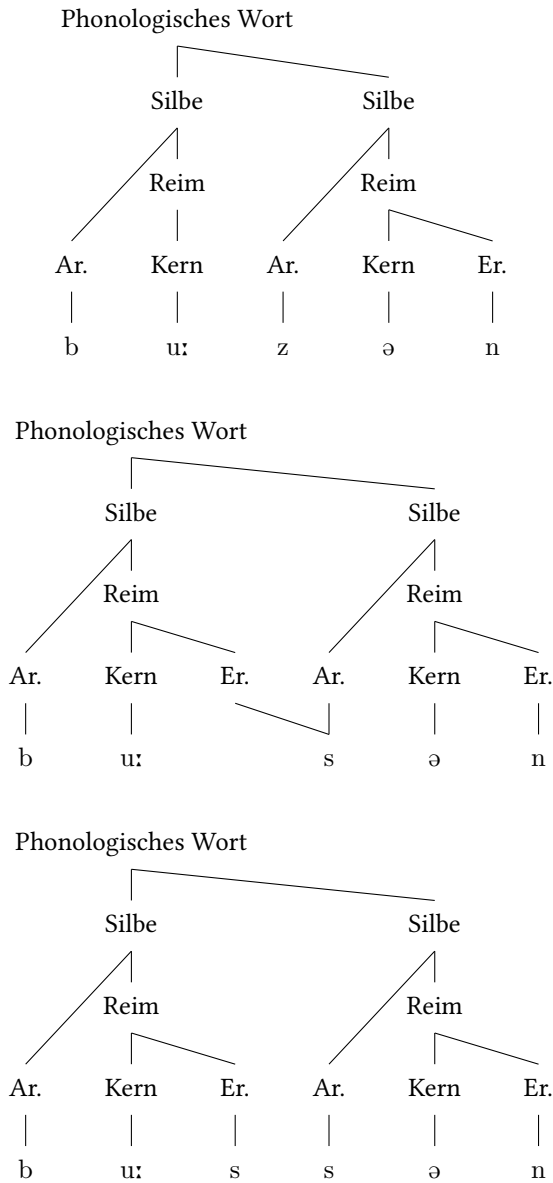 Phonologisches Wort
Silbe Silbe
Reim Reim
Ar. Kern Ar. Kern Er.
b uː z ə n
Phonologisches Wort
Silbe Silbe
Reim Reim
Ar. Kern Er. Ar. Kern Er.
b uː s ə n
Phonologisches Wort
Silbe Silbe
Reim Reim
Ar. Kern Er. Ar. Kern Er.
b uː s s ə n